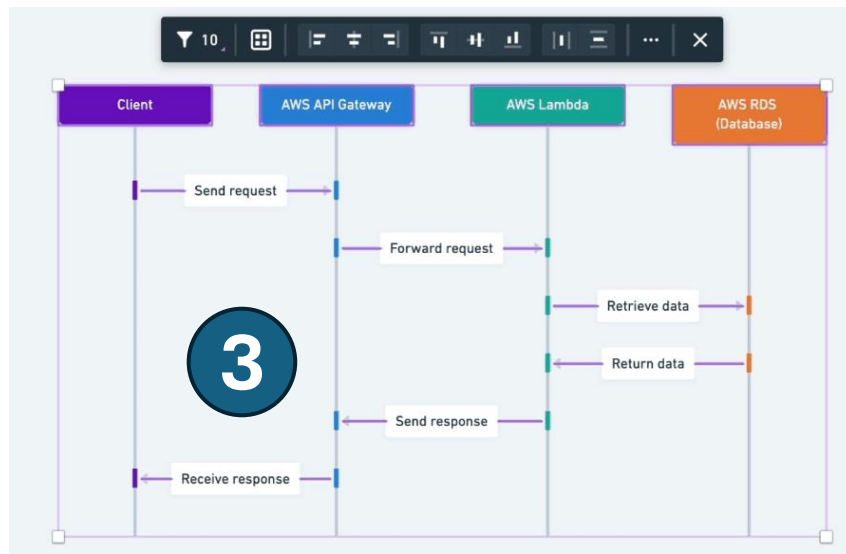 10
Client
AWS API Gateway
AWS Lambda
AWS RDS
(Database)
Send request
Forward request
Retrieve data
3
Return data
Send response
Receive response